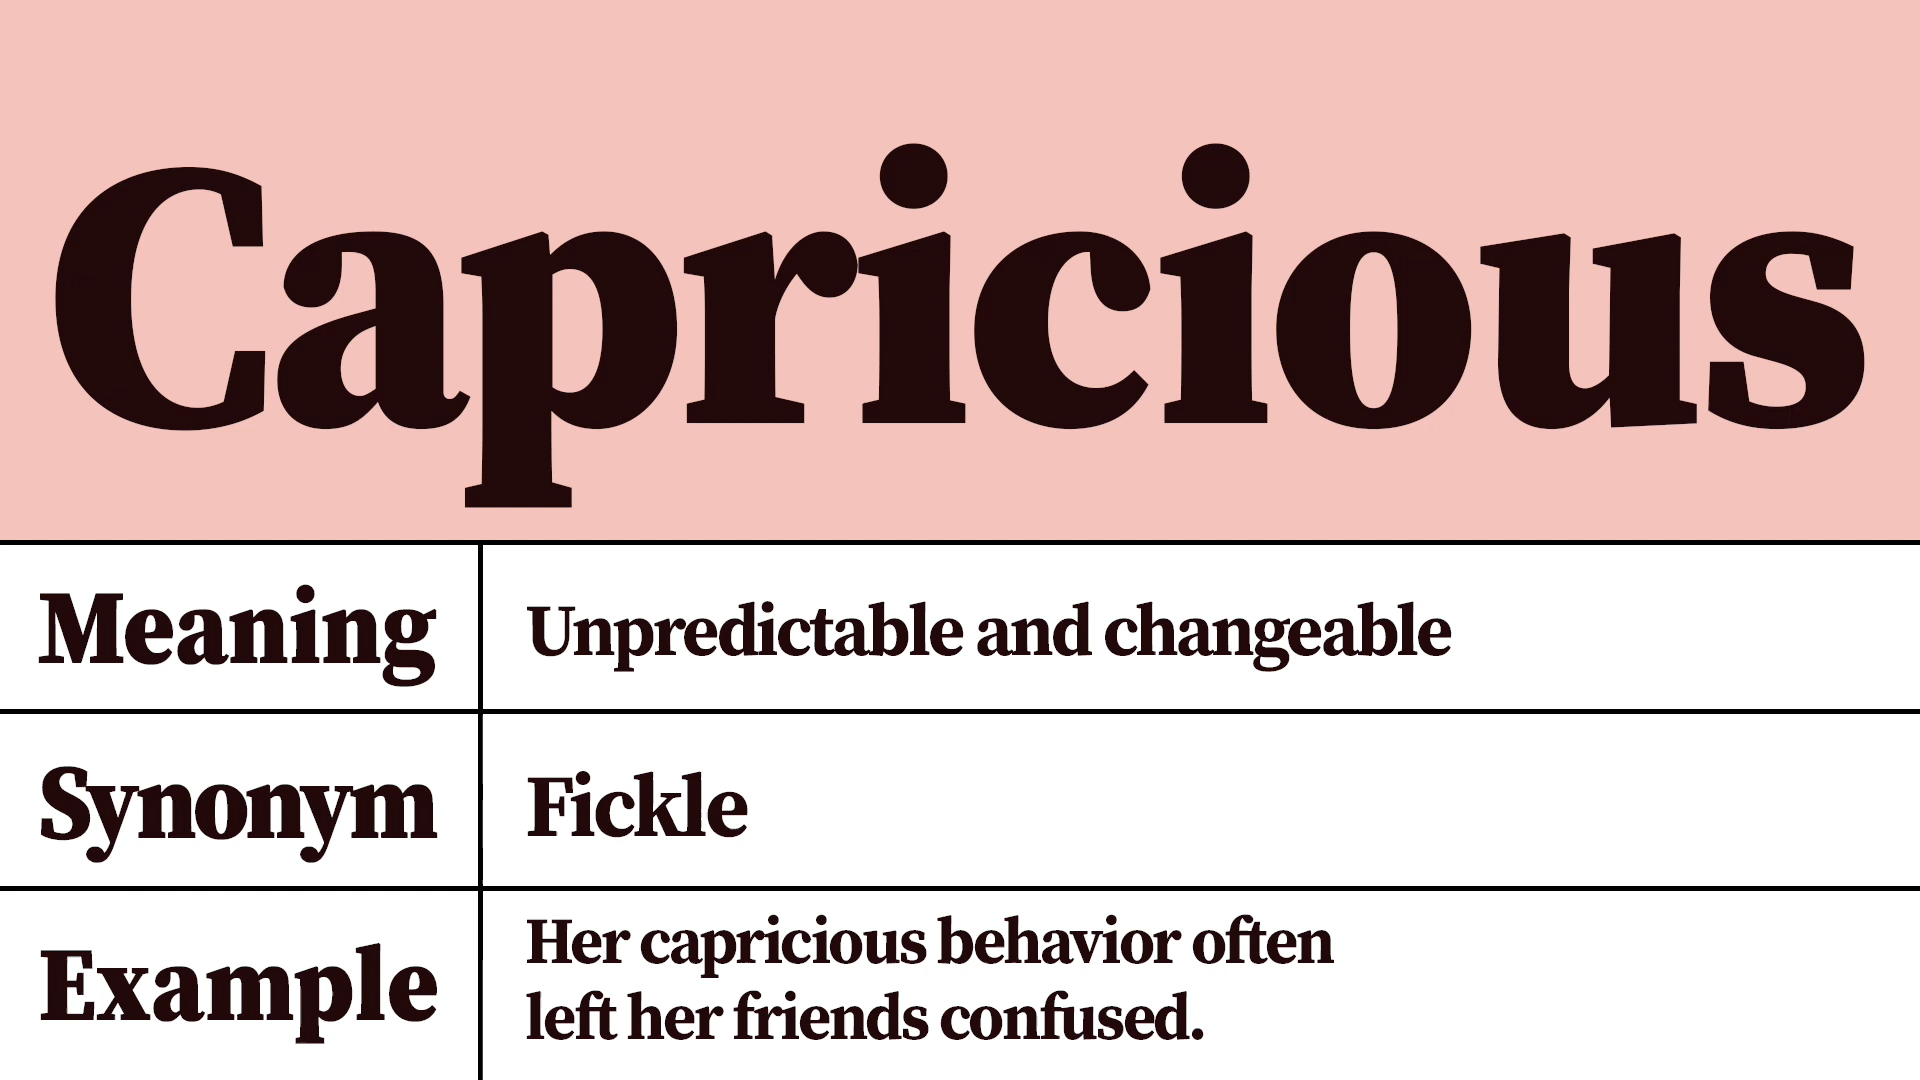 Capricious
Meaning
Unpredictable and changeable
Synonym
Fickle
Example
Her capricious behavior often
left her friends confused.